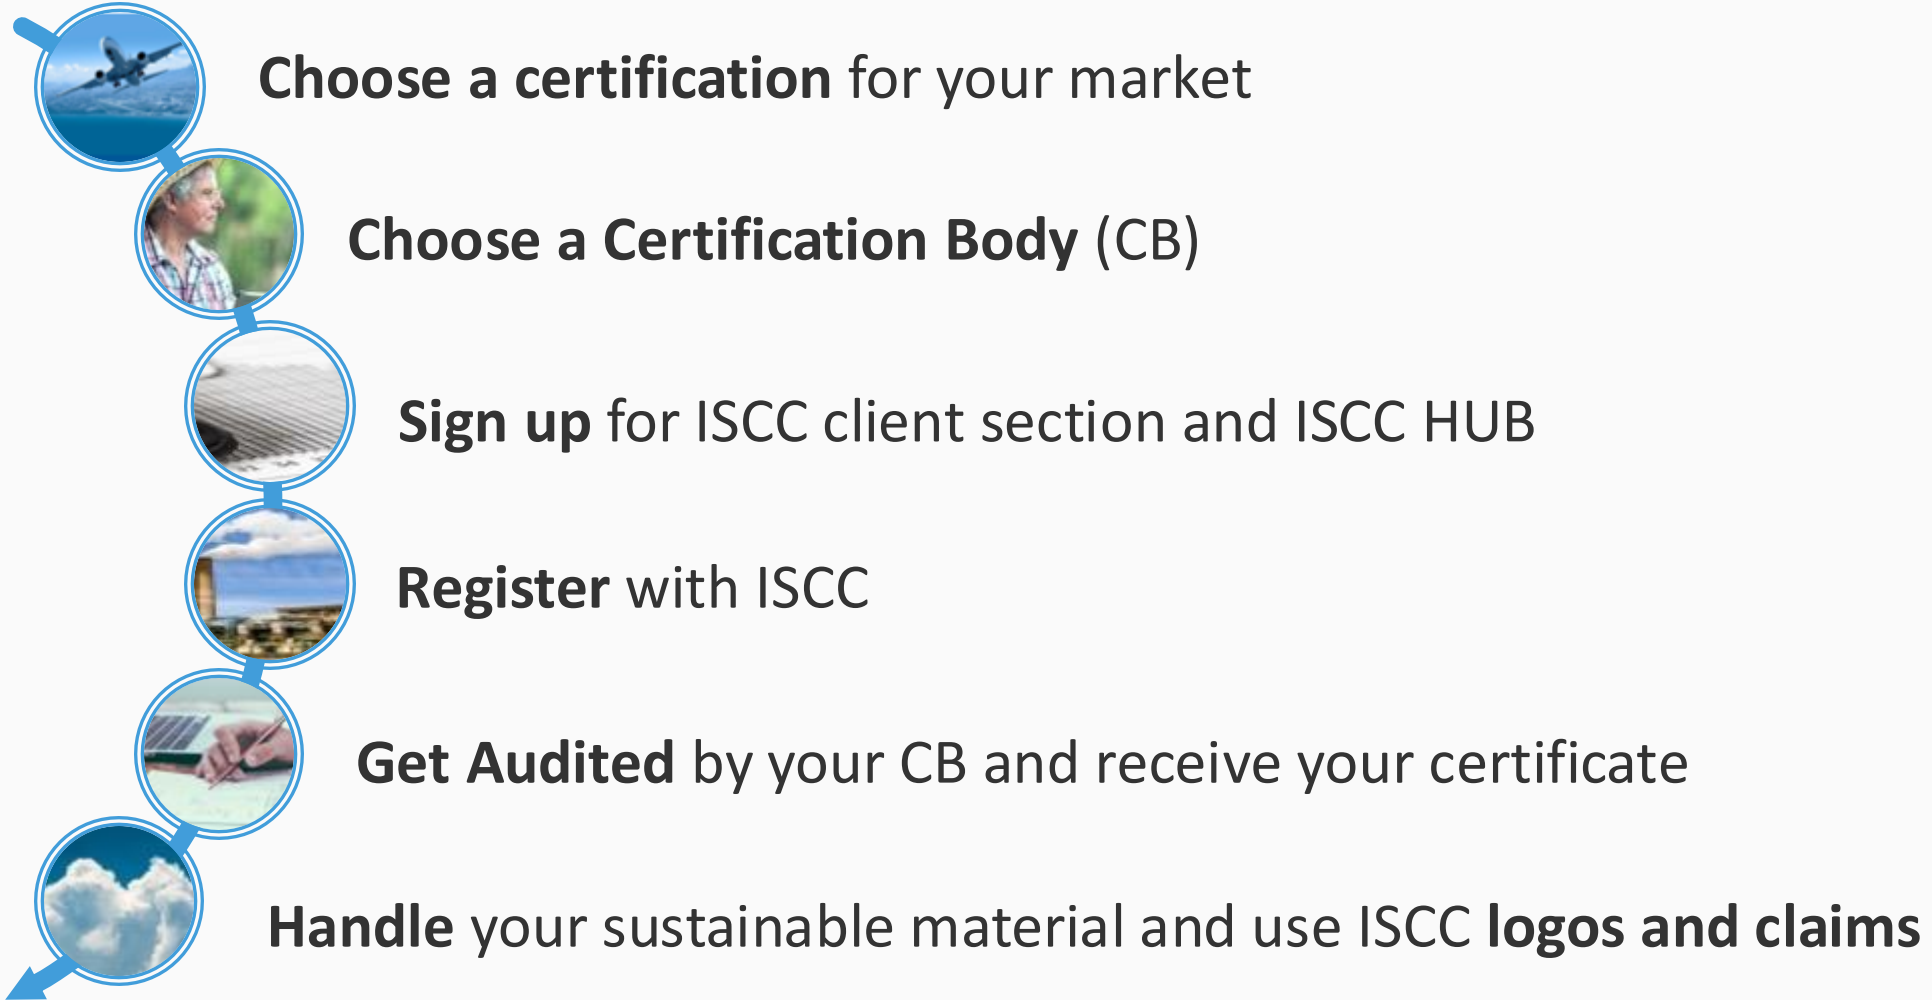 Choose a certification for your market
Choose a Certification Body (CB)
Sign up for ISCC client section and ISCC HUB
Register with ISCC
Get Audited by your CB and receive your certificate
Handle your sustainable material and use ISCC logos and claims